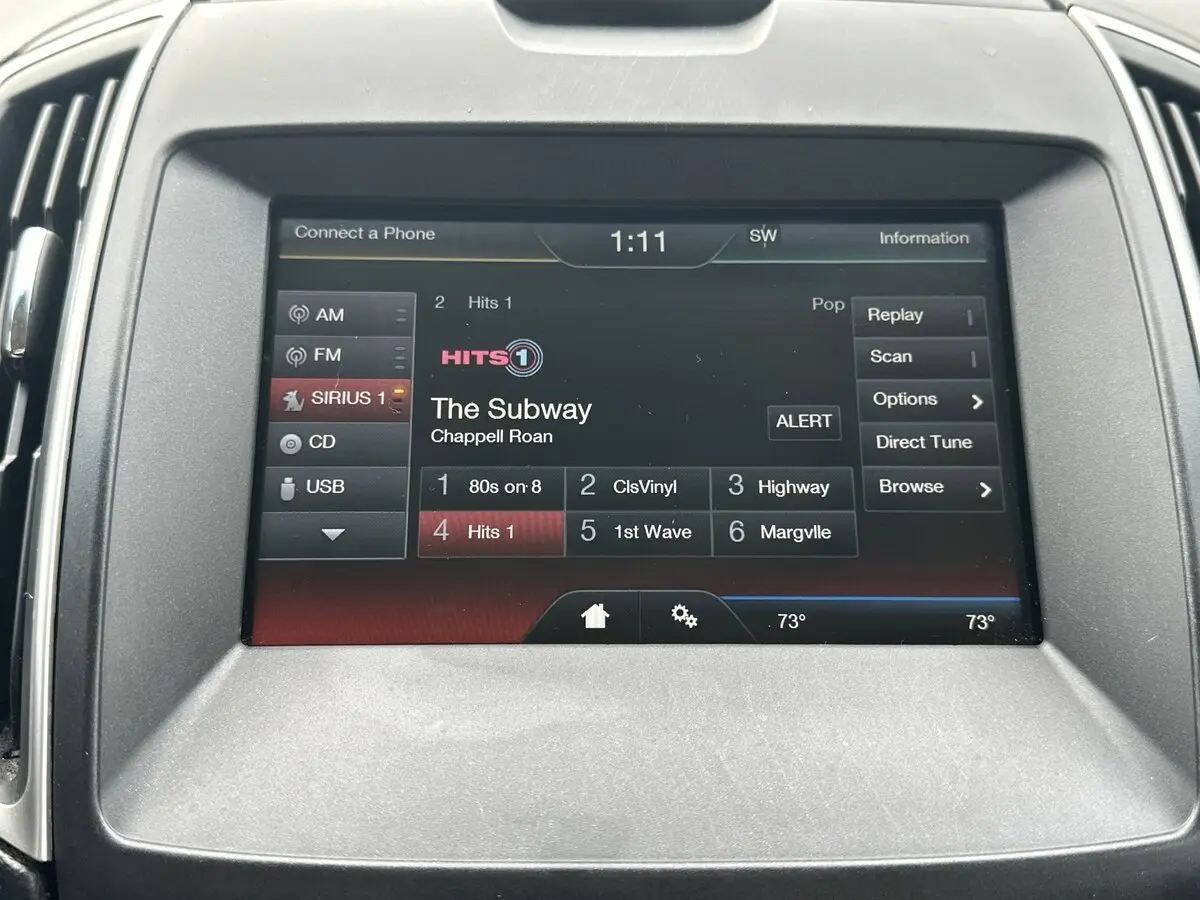 Connect a Phone
1:11
SW
Information
AM
FM
SIRIUS 1
CD
USB
2 Hits 1
Pop
HITS 1
The Subway
Chappell Roan
ALERT
1 80s on 8
2 ClsVinyl
3 Highway
4 Hits 1
5 1st Wave
6 Margvlle
Replay
Scan
Options
Direct Tune
Browse
73°
73°